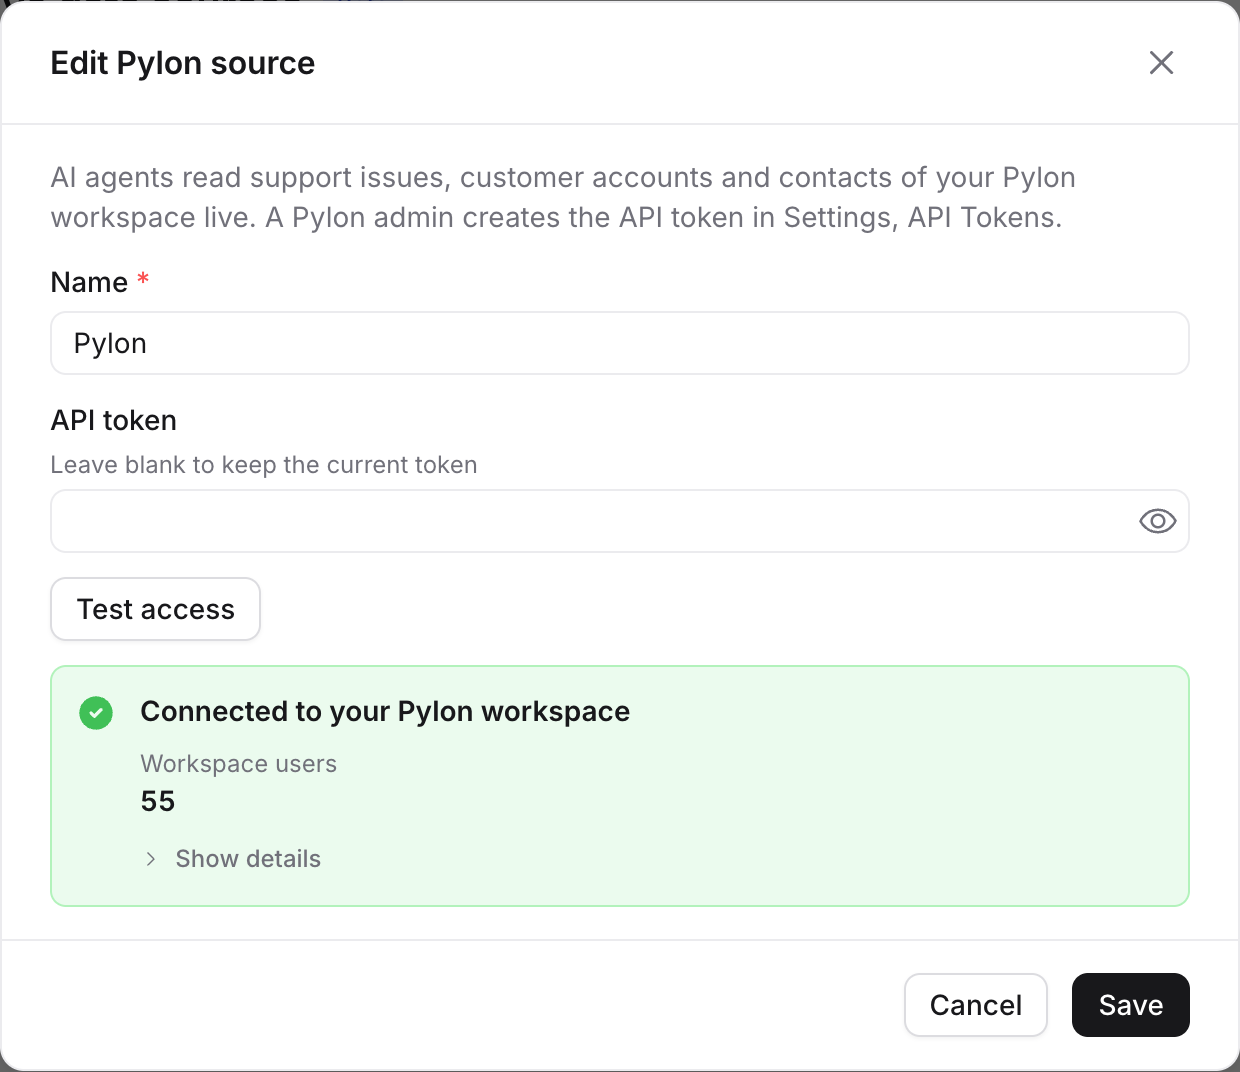 Edit Pylon source
AI agents read support issues, customer accounts and contacts of your Pylon
workspace live. A Pylon admin creates the API token in Settings, API Tokens.
Name *
Pylon
API token
Leave blank to keep the current token
Test access
Connected to your Pylon workspace
Workspace users
55
Show details
Cancel
Save